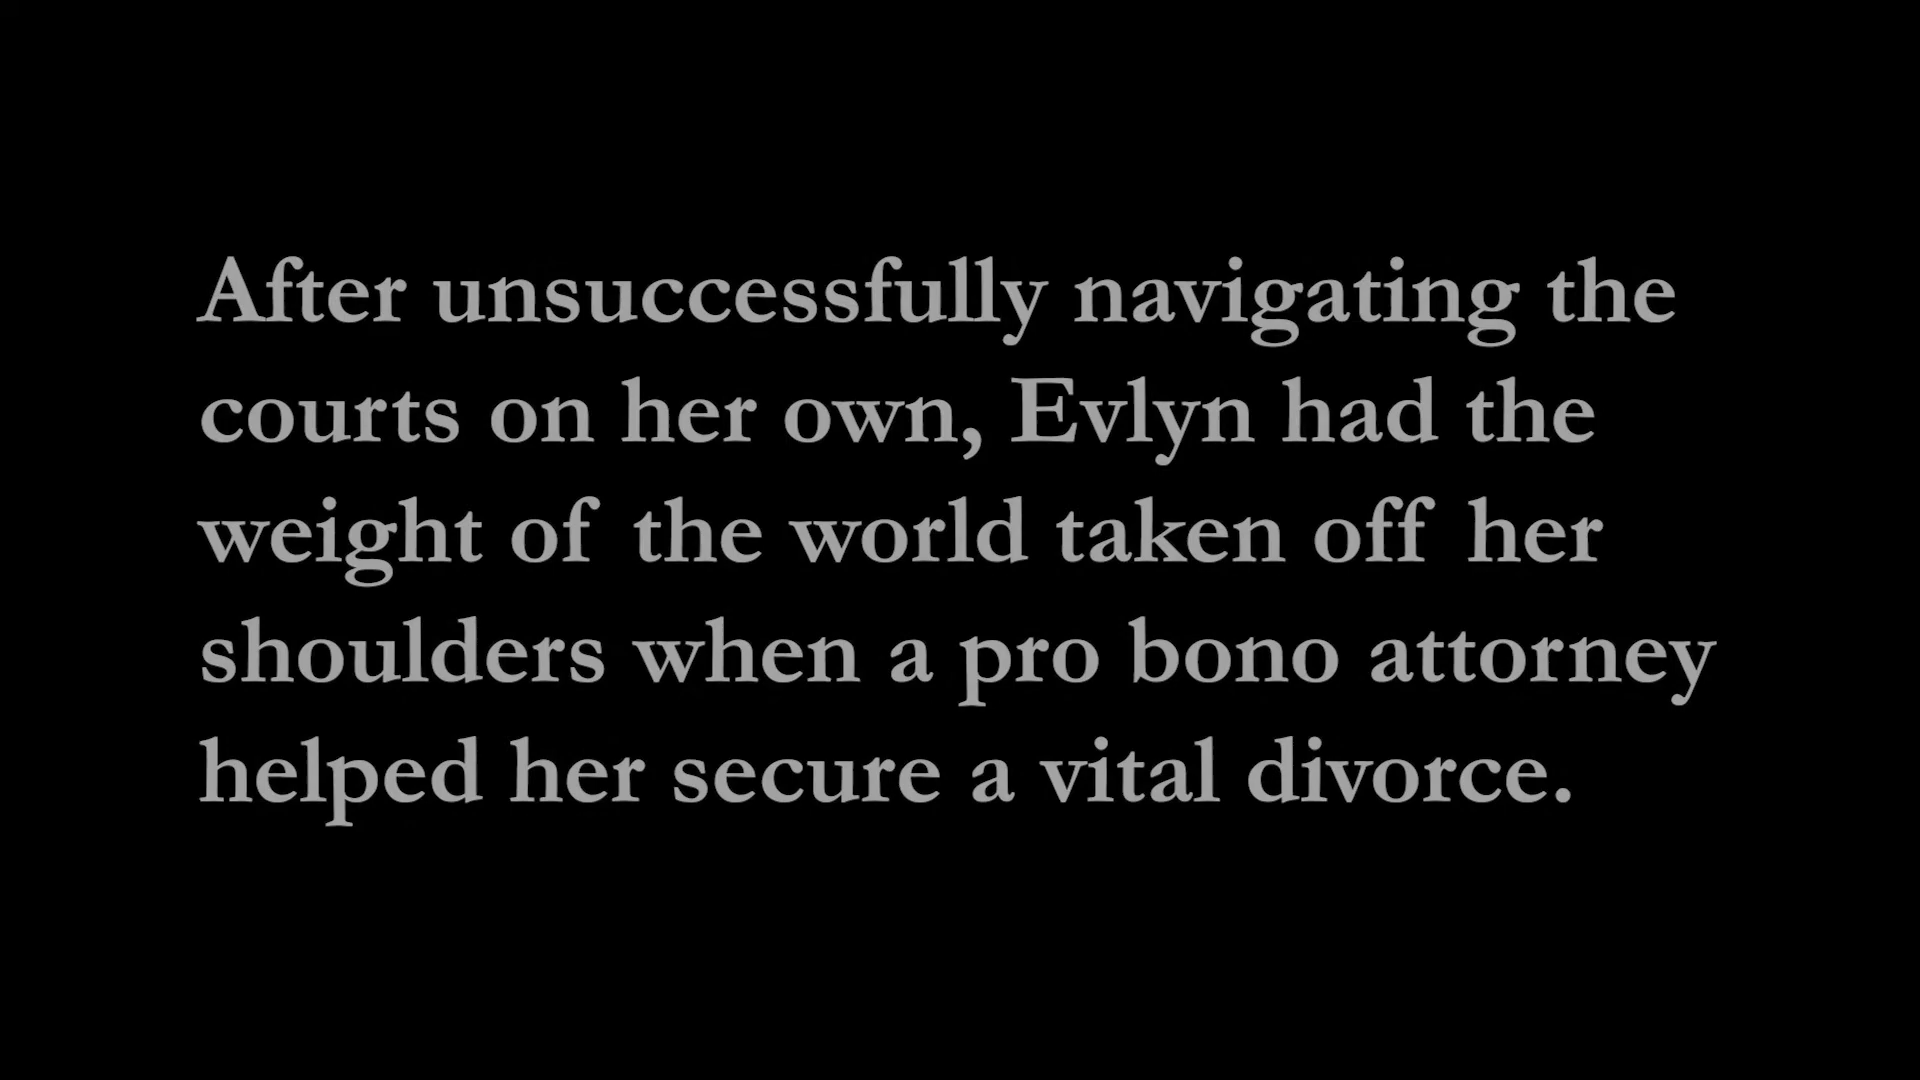 After unsuccessfully navigating the
courts on her own, Evlyn had the
weight of the world taken off her
shoulders when a pro bono attorney
helped her secure a vital divorce.